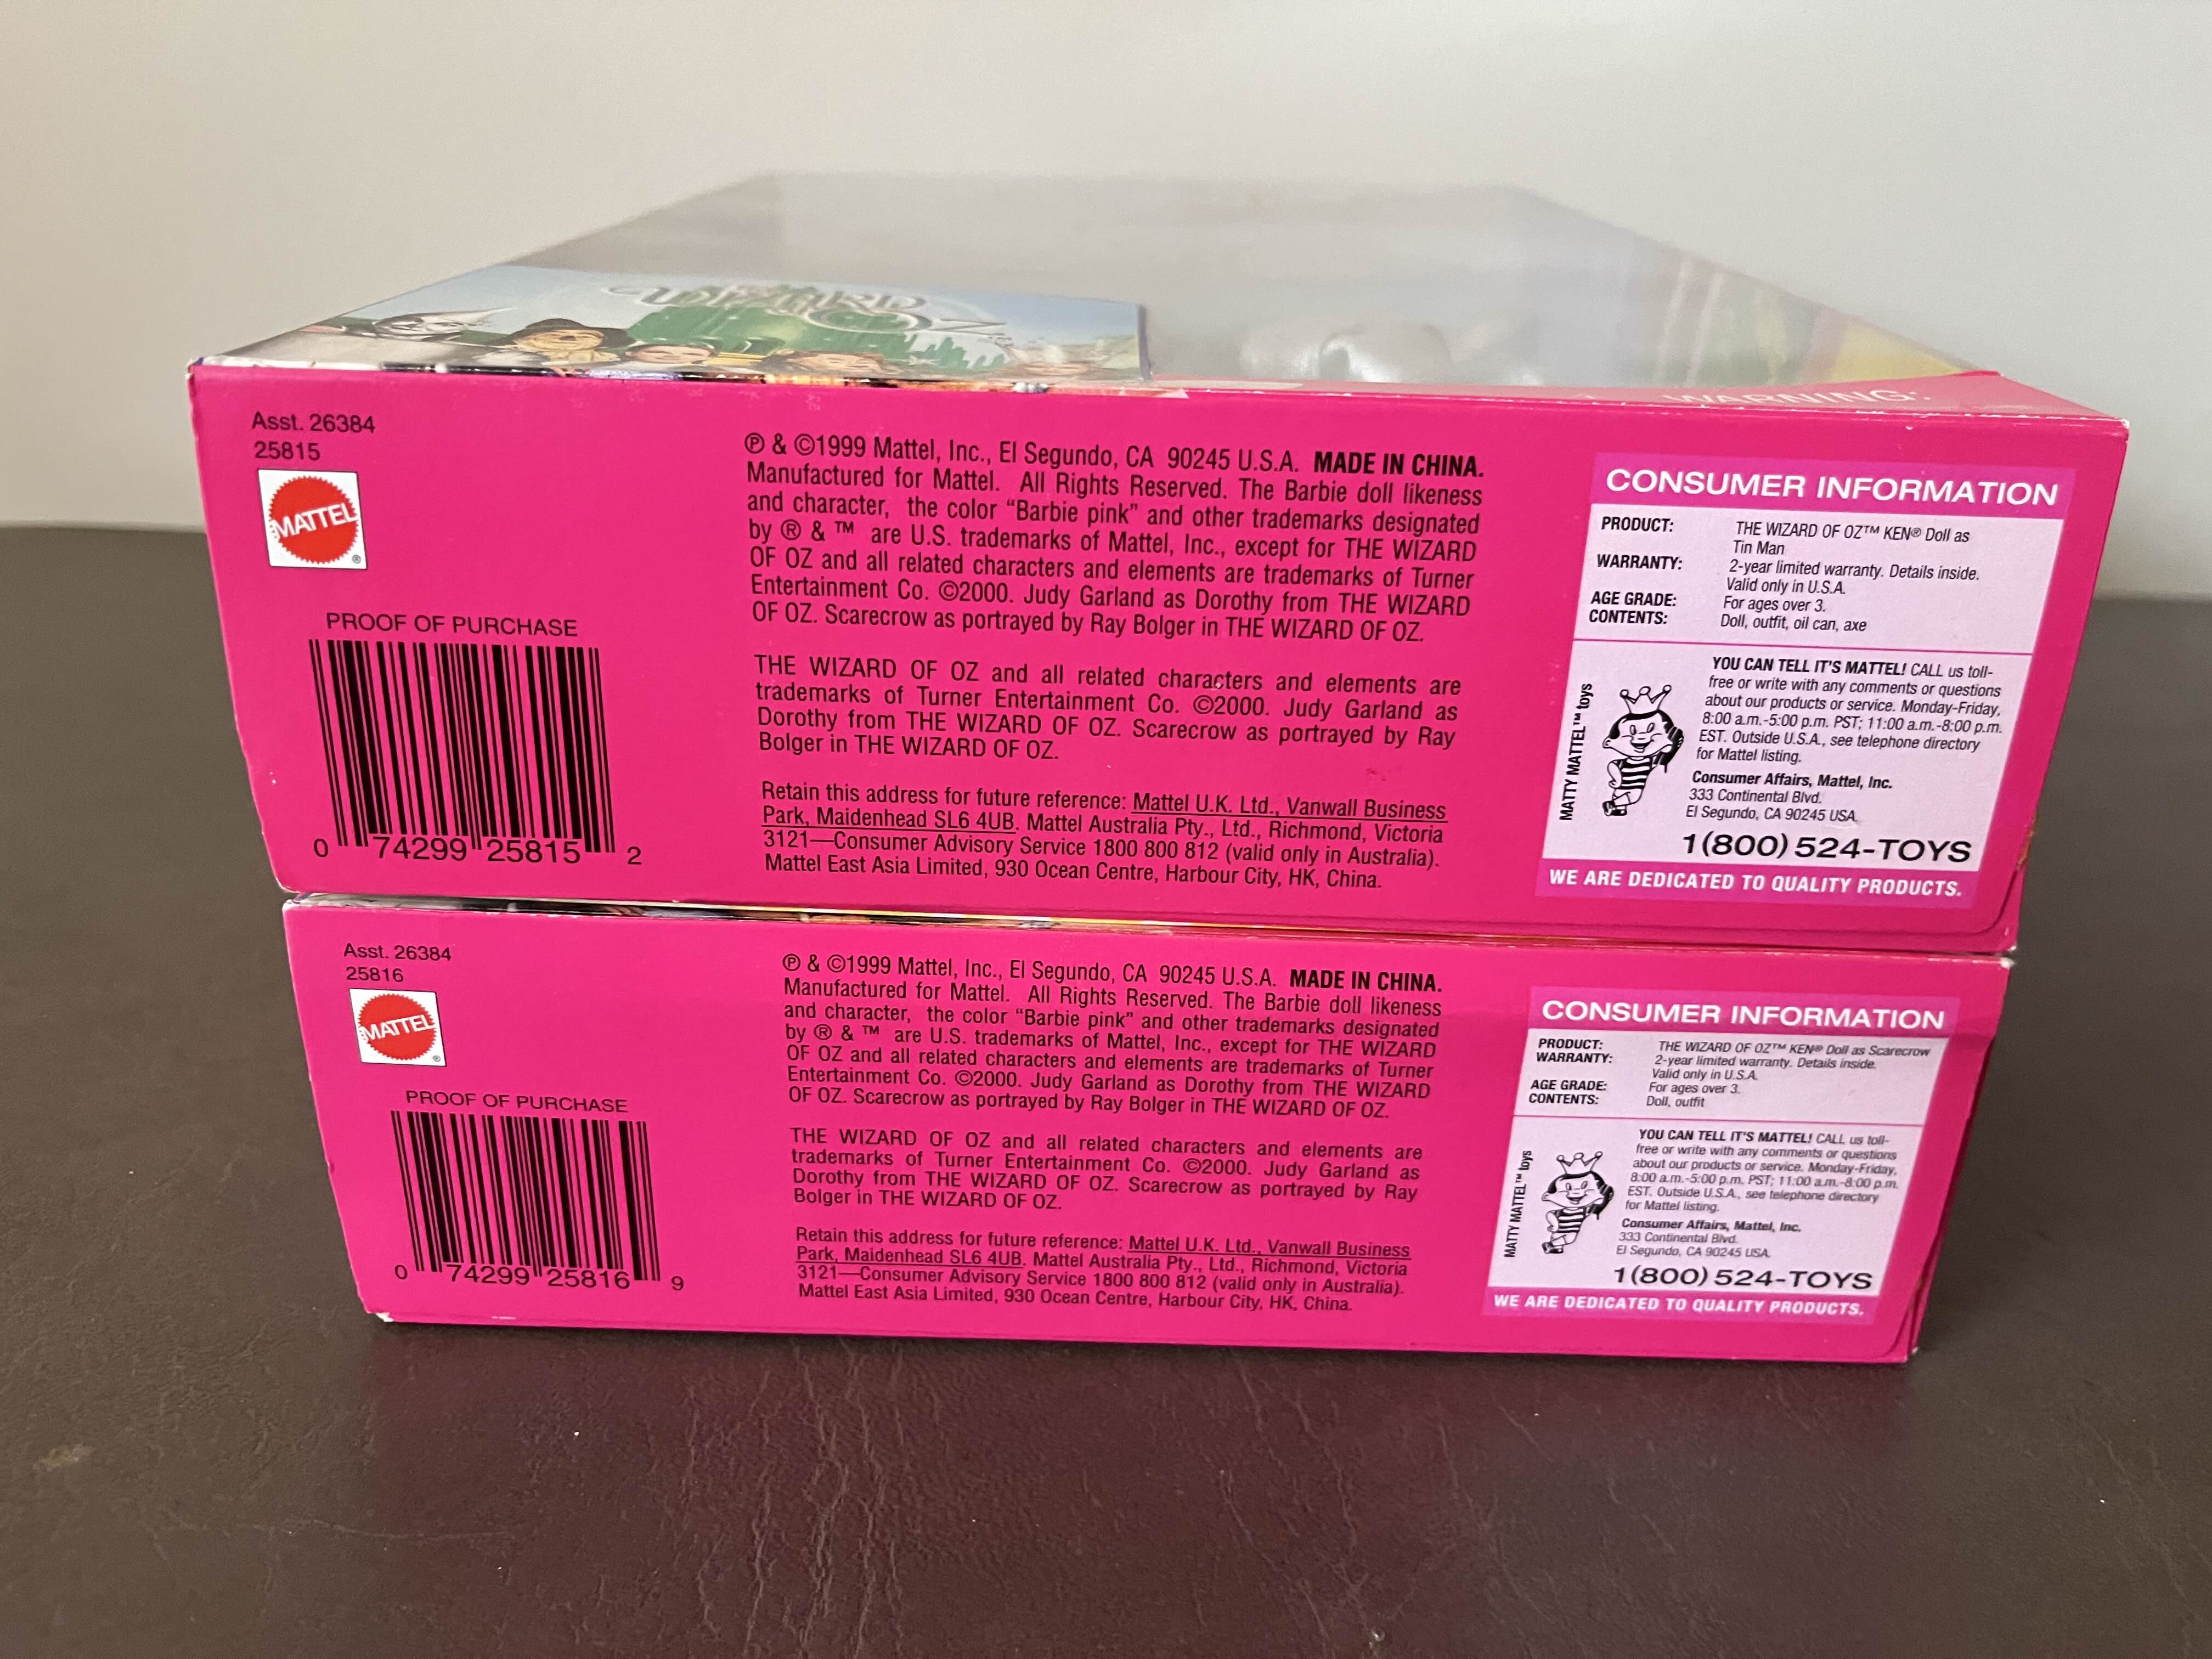 WIZARD
OZ
WARNING:
Asst. 26384
25815
MATTEL
®
PROOF OF PURCHASE
0 74299 25815 2
℗ & ©1999 Mattel, Inc., El Segundo, CA 90245 U.S.A. MADE IN CHINA.
Manufactured for Mattel. All Rights Reserved. The Barbie doll likeness
and character, the color “Barbie pink” and other trademarks designated
by ® & ™ are U.S. trademarks of Mattel, Inc., except for THE WIZARD
OF OZ and all related characters and elements are trademarks of Turner
Entertainment Co. ©2000. Judy Garland as Dorothy from THE WIZARD
OF OZ. Scarecrow as portrayed by Ray Bolger in THE WIZARD OF OZ.
THE WIZARD OF OZ and all related characters and elements are
trademarks of Turner Entertainment Co. ©2000. Judy Garland as
Dorothy from THE WIZARD OF OZ. Scarecrow as portrayed by Ray
Bolger in THE WIZARD OF OZ.
Retain this address for future reference: Mattel U.K. Ltd., Vanwall Business
Park, Maidenhead SL6 4UB. Mattel Australia Pty., Ltd., Richmond, Victoria
3121—Consumer Advisory Service 1800 800 812 (valid only in Australia).
Mattel East Asia Limited, 930 Ocean Centre, Harbour City, HK, China.
CONSUMER INFORMATION
PRODUCT: THE WIZARD OF OZ™ KEN® Doll as
Tin Man
WARRANTY: 2-year limited warranty. Details inside.
Valid only in U.S.A.
AGE GRADE: For ages over 3.
CONTENTS: Doll, outfit, oil can, axe
MATTY MATTEL™ toys
YOU CAN TELL IT'S MATTEL! CALL us toll-
free or write with any comments or questions
about our products or service. Monday-Friday,
8:00 a.m.-5:00 p.m. PST; 11:00 a.m.-8:00 p.m.
EST. Outside U.S.A., see telephone directory
for Mattel listing.
Consumer Affairs, Mattel, Inc.
333 Continental Blvd.
El Segundo, CA 90245 USA.
1(800) 524-TOYS
WE ARE DEDICATED TO QUALITY PRODUCTS.
Asst. 26384
25816
MATTEL
®
PROOF OF PURCHASE
0 74299 25816 9
℗ & ©1999 Mattel, Inc., El Segundo, CA 90245 U.S.A. MADE IN CHINA.
Manufactured for Mattel. All Rights Reserved. The Barbie doll likeness
and character, the color “Barbie pink” and other trademarks designated
by ® & ™ are U.S. trademarks of Mattel, Inc., except for THE WIZARD
OF OZ and all related characters and elements are trademarks of Turner
Entertainment Co. ©2000. Judy Garland as Dorothy from THE WIZARD
OF OZ. Scarecrow as portrayed by Ray Bolger in THE WIZARD OF OZ.
THE WIZARD OF OZ and all related characters and elements are
trademarks of Turner Entertainment Co. ©2000. Judy Garland as
Dorothy from THE WIZARD OF OZ. Scarecrow as portrayed by Ray
Bolger in THE WIZARD OF OZ.
Retain this address for future reference: Mattel U.K. Ltd., Vanwall Business
Park, Maidenhead SL6 4UB. Mattel Australia Pty., Ltd., Richmond, Victoria
3121—Consumer Advisory Service 1800 800 812 (valid only in Australia).
Mattel East Asia Limited, 930 Ocean Centre, Harbour City, HK, China.
CONSUMER INFORMATION
PRODUCT: THE WIZARD OF OZ™ KEN® Doll as Scarecrow
WARRANTY: 2-year limited warranty. Details inside.
Valid only in U.S.A.
AGE GRADE: For ages over 3.
CONTENTS: Doll, outfit
MATTY MATTEL™ toys
YOU CAN TELL IT'S MATTEL! CALL us toll-
free or write with any comments or questions
about our products or service. Monday-Friday,
8:00 a.m.-5:00 p.m. PST; 11:00 a.m.-8:00 p.m.
EST. Outside U.S.A., see telephone directory
for Mattel listing.
Consumer Affairs, Mattel, Inc.
333 Continental Blvd.
El Segundo, CA 90245 USA.
1(800) 524-TOYS
WE ARE DEDICATED TO QUALITY PRODUCTS.